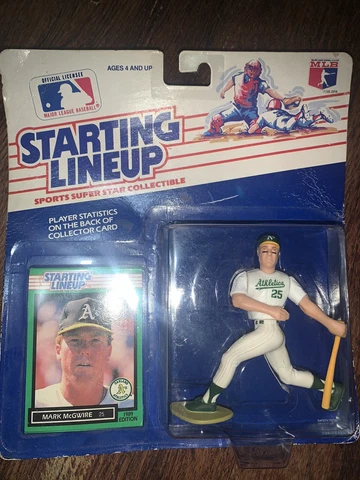 AGES 4 AND UP
OFFICIAL LICENSEE
MAJOR LEAGUE BASEBALL
MLB
STARTING
LINEUP
SPORTS SUPER STAR COLLECTIBLE
PLAYER STATISTICS
ON THE BACK OF
COLLECTOR CARD
STARTING
LINEUP
A's
MARK McGWIRE 25
1989
EDITION
A's
Athletics
25